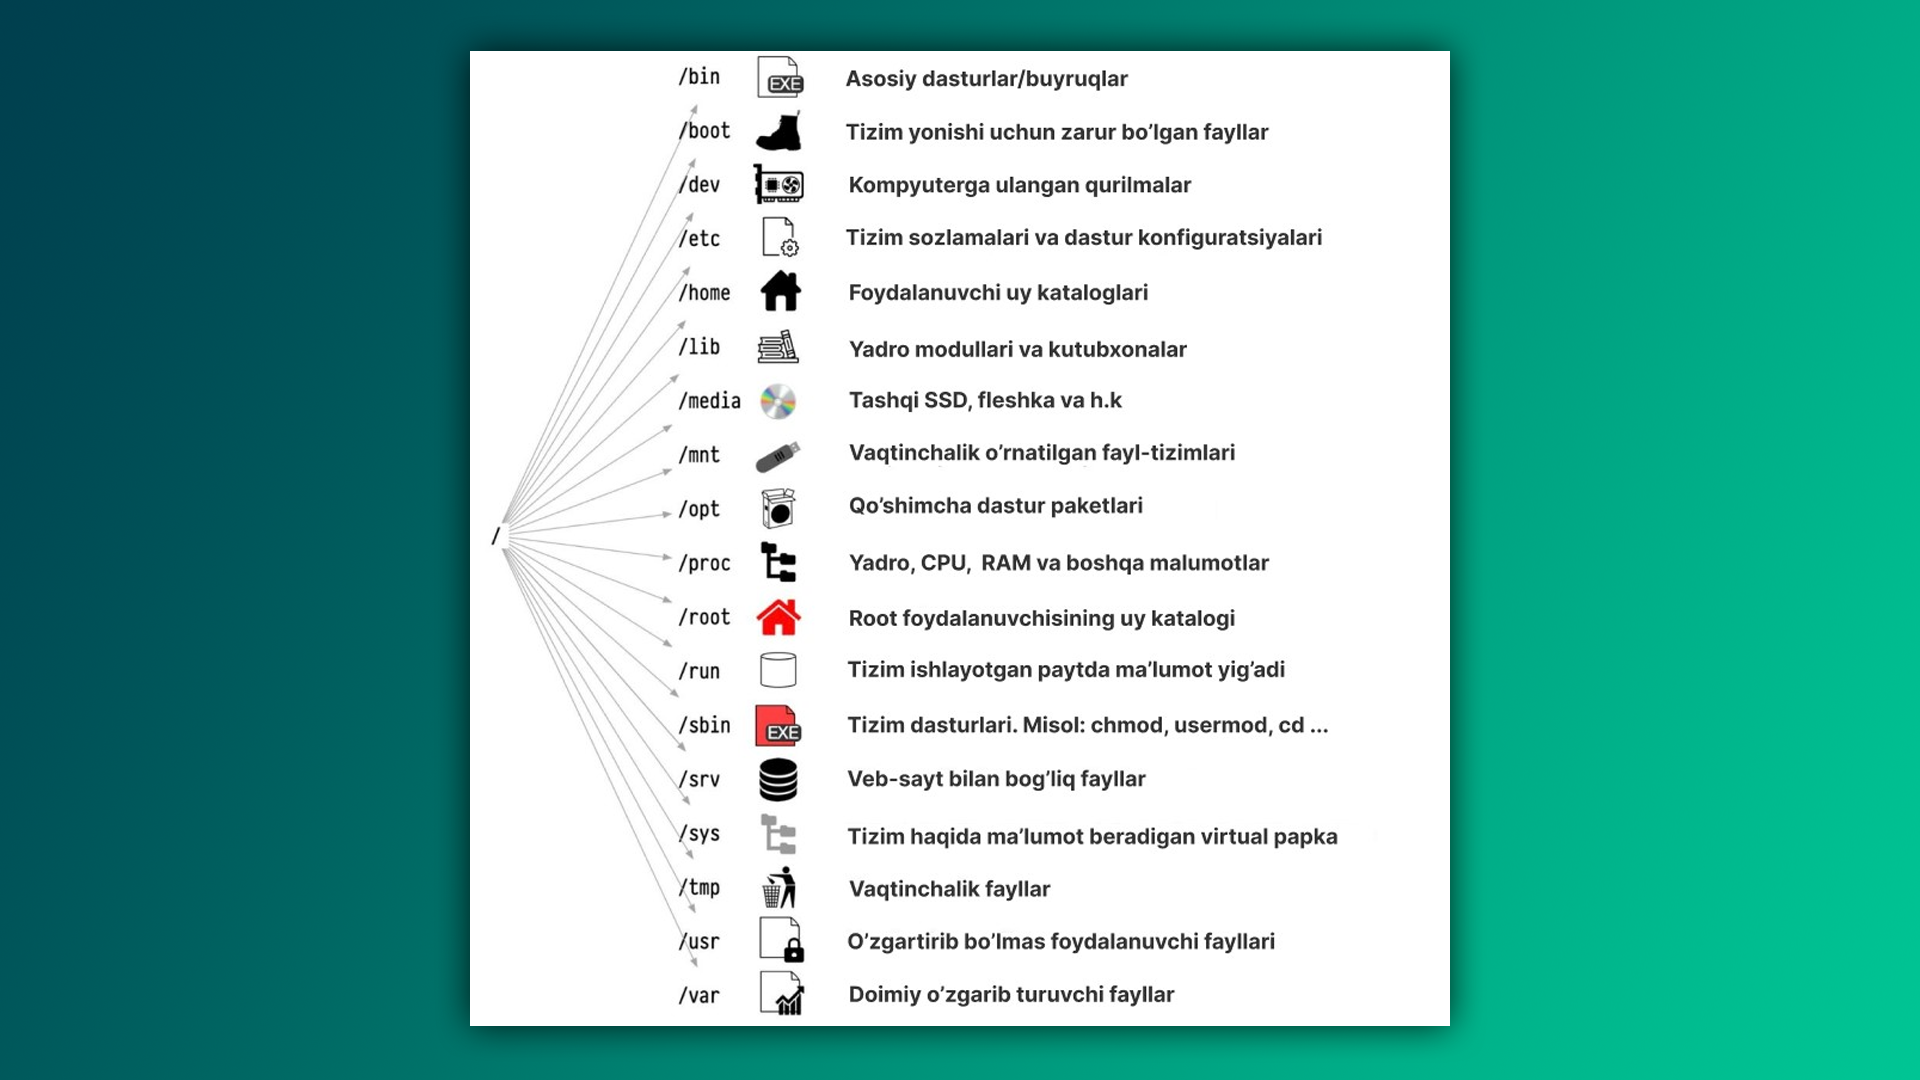 /
/bin EXE Asosiy dasturlar/buyruqlar
/boot Tizim yonishi uchun zarur bo’lgan fayllar
/dev Kompyuterga ulangan qurilmalar
/etc Tizim sozlamalari va dastur konfiguratsiyalari
/home Foydalanuvchi uy kataloglari
/lib Yadro modullari va kutubxonalar
/media Tashqi SSD, fleshka va h.k
/mnt Vaqtinchalik o’rnatilgan fayl-tizimlari
/opt Qo’shimcha dastur paketlari
/proc Yadro, CPU, RAM va boshqa malumotlar
/root Root foydalanuvchisining uy katalogi
/run Tizim ishlayotgan paytda ma’lumot yig’adi
/sbin EXE Tizim dasturlari. Misol: chmod, usermod, cd ...
/srv Veb-sayt bilan bog’liq fayllar
/sys Tizim haqida ma’lumot beradigan virtual papka
/tmp Vaqtinchalik fayllar
/usr O’zgartirib bo’lmas foydalanuvchi fayllari
/var Doimiy o’zgarib turuvchi fayllar